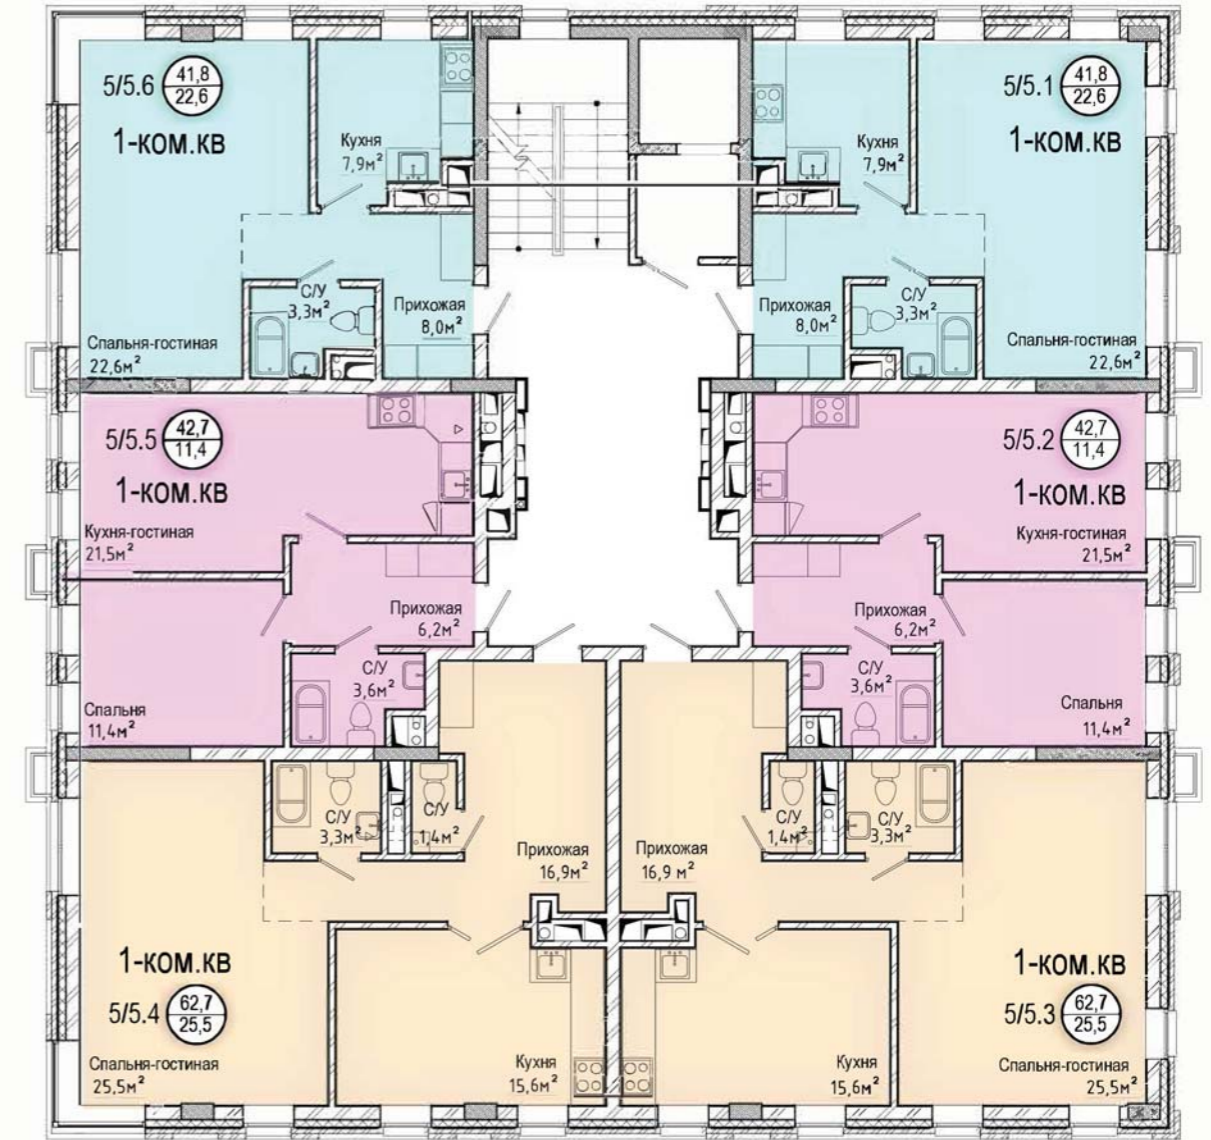 5/5.6
41,8
22,6
1-ком.кв
Кухня
7,9м²
С/У
3,3м²
Прихожая
8,0м²
Спальня-гостиная
22,6м²
5/5.1
41,8
22,6
1-ком.кв
Кухня
7,9м²
Прихожая
8,0м²
С/У
3,3м²
Спальня-гостиная
22,6м²
5/5.5
42,7
11,4
1-ком.кв
Кухня-гостиная
21,5м²
Прихожая
6,2м²
С/У
3,6м²
Спальня
11,4м²
5/5.2
42,7
11,4
1-ком.кв
Кухня-гостиная
21,5м²
Прихожая
6,2м²
С/У
3,6м²
Спальня
11,4м²
С/У
3,3м²
С/У
1,4м²
Прихожая
16,9м²
1-ком.кв
5/5.4
62,7
25,5
Спальня-гостиная
25,5м²
Кухня
15,6м²
Прихожая
16,9 м²
С/У
1,4м²
С/У
3,3м²
1-ком.кв
5/5.3
62,7
25,5
Кухня
15,6м²
Спальня-гостиная
25,5м²